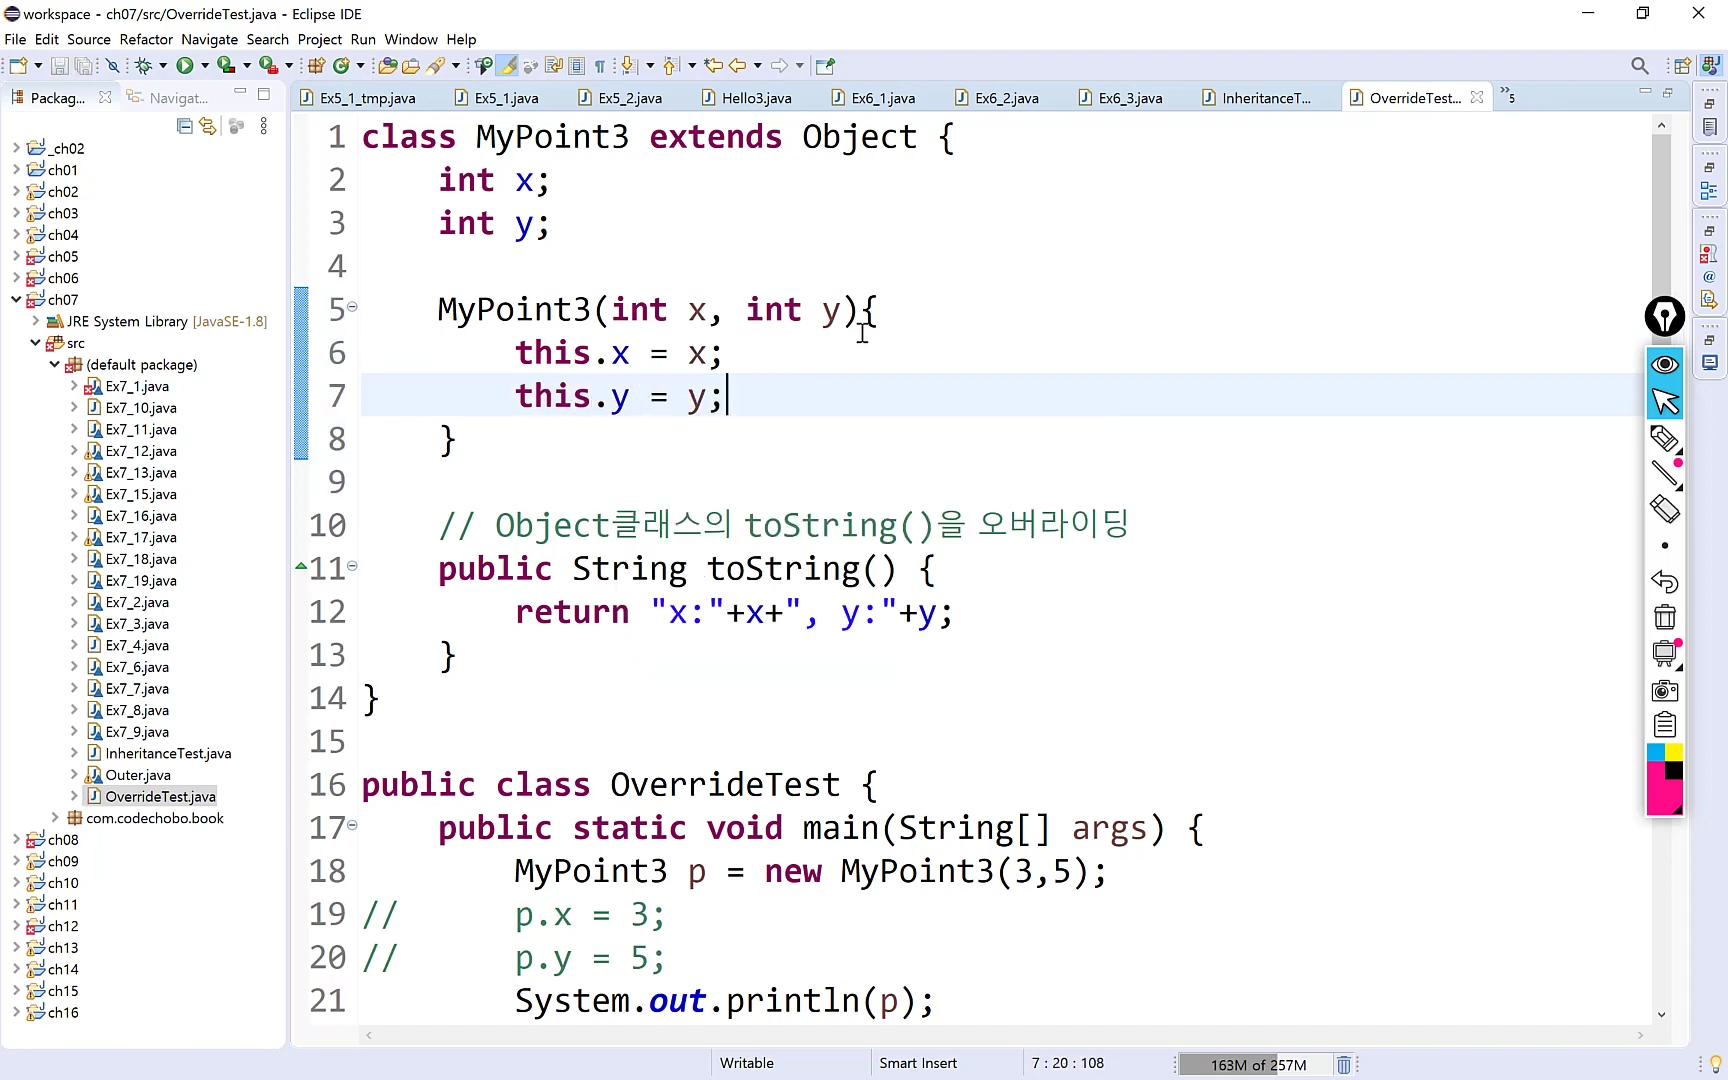 workspace - ch07/src/OverrideTest.java - Eclipse IDE
File Edit Source Refactor Navigate Search Project Run Window Help
Packag...
Navigat...
Ex5_1_tmp.java
Ex5_1.java
Ex5_2.java
Hello3.java
Ex6_1.java
Ex6_2.java
Ex6_3.java
InheritanceT...
OverrideTest...
»5
_ch02
ch01
ch02
ch03
ch04
ch05
ch06
ch07
JRE System Library [JavaSE-1.8]
src
(default package)
Ex7_1.java
Ex7_10.java
Ex7_11.java
Ex7_12.java
Ex7_13.java
Ex7_15.java
Ex7_16.java
Ex7_17.java
Ex7_18.java
Ex7_19.java
Ex7_2.java
Ex7_3.java
Ex7_4.java
Ex7_6.java
Ex7_7.java
Ex7_8.java
Ex7_9.java
InheritanceTest.java
Outer.java
OverrideTest.java
com.codechobo.book
ch08
ch09
ch10
ch11
ch12
ch13
ch14
ch15
ch16
1 class MyPoint3 extends Object {
2 int x;
3 int y;
4
5 MyPoint3(int x, int y){
6 this.x = x;
7 this.y = y;
8 }
9
10 // Object클래스의 toString()을 오버라이딩
11 public String toString() {
12 return "x:"+x+", y:"+y;
13 }
14 }
15
16 public class OverrideTest {
17 public static void main(String[] args) {
18 MyPoint3 p = new MyPoint3(3,5);
19 // p.x = 3;
20 // p.y = 5;
21 System.out.println(p);
Writable
Smart Insert
7 : 20 : 108
163M of 257M